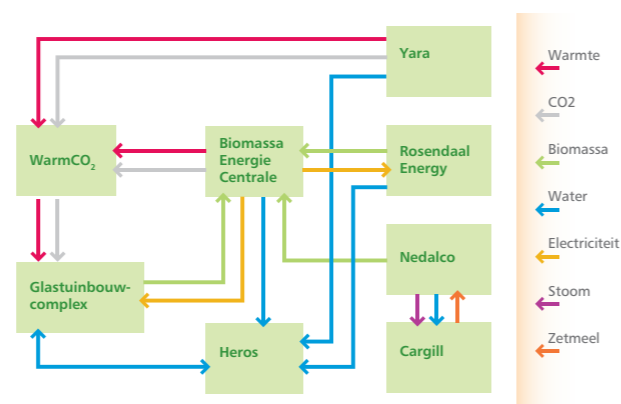 Yara
Warmte
CO2
WarmCO2
Biomassa
Energie
Centrale
Rosendaal
Energy
Biomassa
Water
Glastuinbouw-
complex
Nedalco
Electriciteit
Stoom
Heros
Cargill
Zetmeel